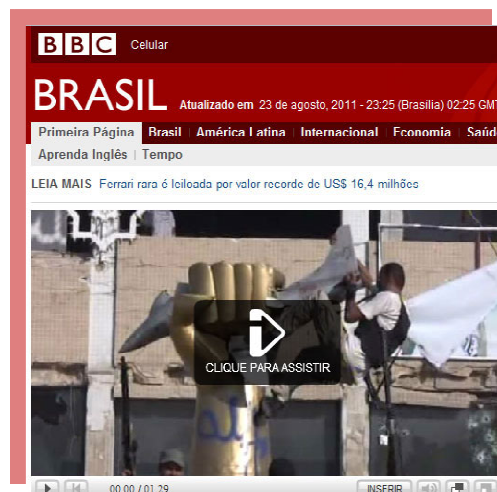 BBC Celular
BRASIL Atualizado em 23 de agosto, 2011 - 23:25 (Brasília) 02:25 GMT
Primeira Página | Brasil | América Latina | Internacional | Economia | Saúd
Aprenda Inglês | Tempo
LEIA MAIS Ferrari rara é leiloada por valor recorde de US$ 16,4 milhões
CLIQUE PARA ASSISTIR
00:00 / 01:29 INSERIR